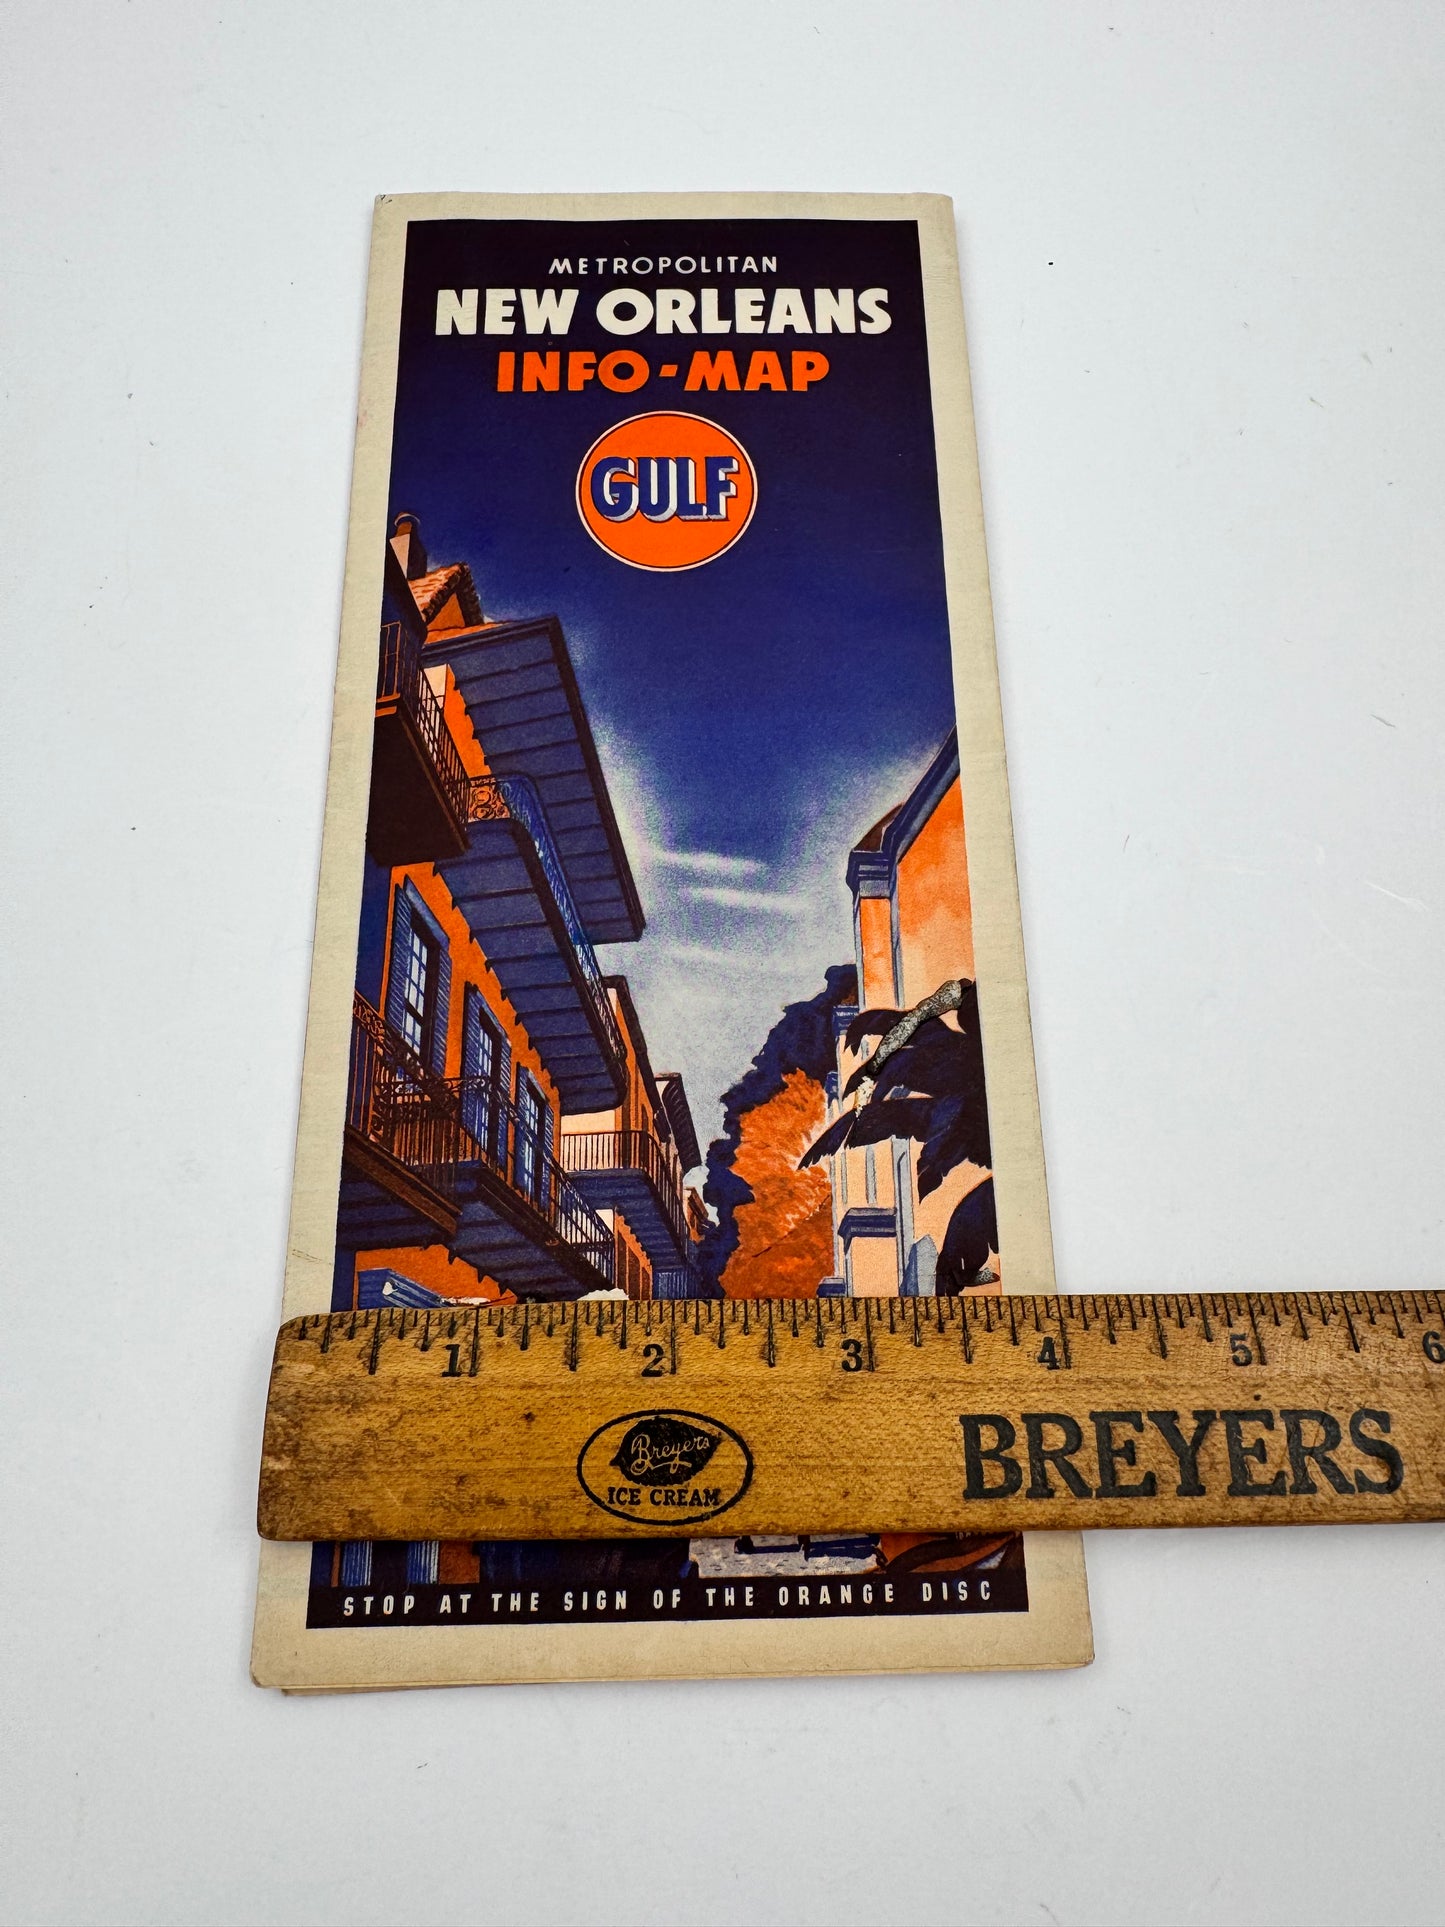 METROPOLITAN
NEW ORLEANS
INFO-MAP
GULF
1 2 3 4 5 6
Breyers
ICE CREAM
BREYERS
STOP AT THE SIGN OF THE ORANGE DISC